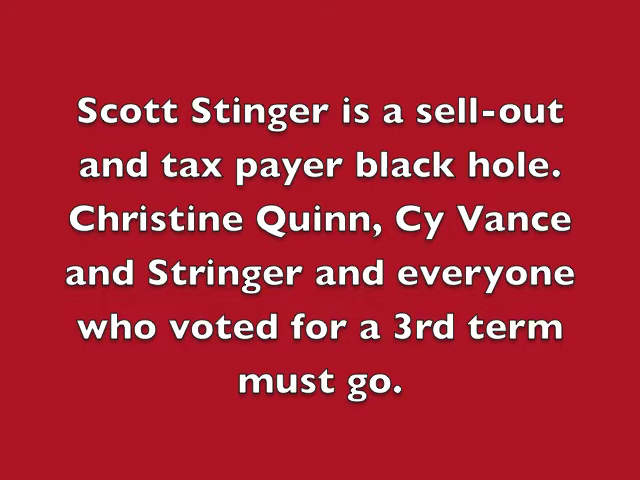 Scott Stinger is a sell-out
and tax payer black hole.
Christine Quinn, Cy Vance
and Stringer and everyone
who voted for a 3rd term
must go.